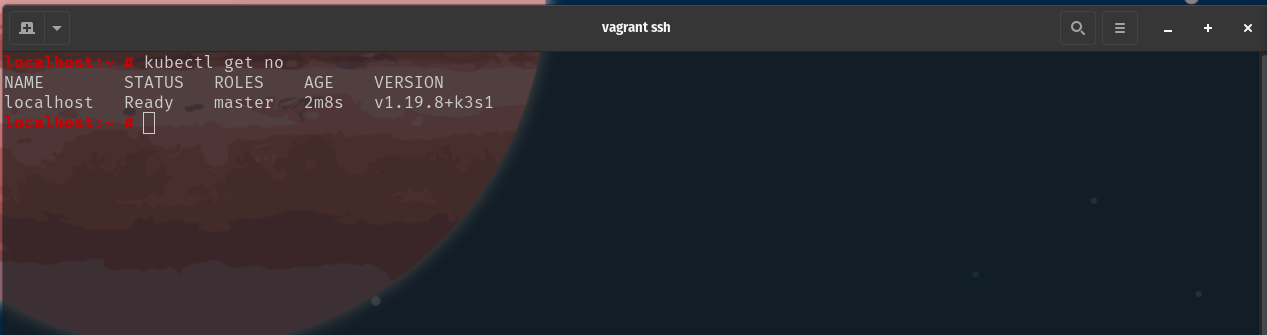 vagrant ssh
localhost:~ # kubectl get no
NAME STATUS ROLES AGE VERSION
localhost Ready master 2m8s v1.19.8+k3s1
localhost:~ #